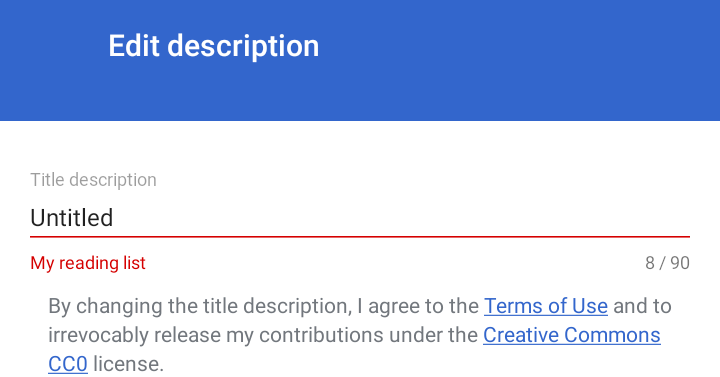 Edit description
Title description
Untitled
My reading list
8 / 90
By changing the title description, I agree to the Terms of Use and to
irrevocably release my contributions under the Creative Commons
CC0 license.